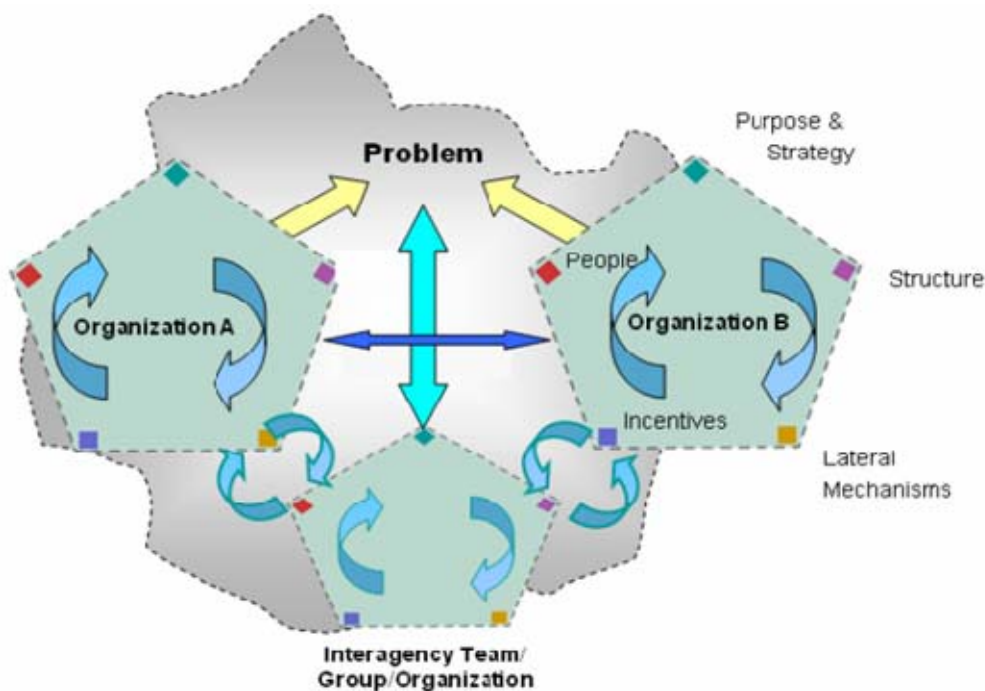 Purpose &
Strategy
Problem
People
Structure
Organization A
Organization B
Incentives
Lateral
Mechanisms
Interagency Team/
Group/Organization